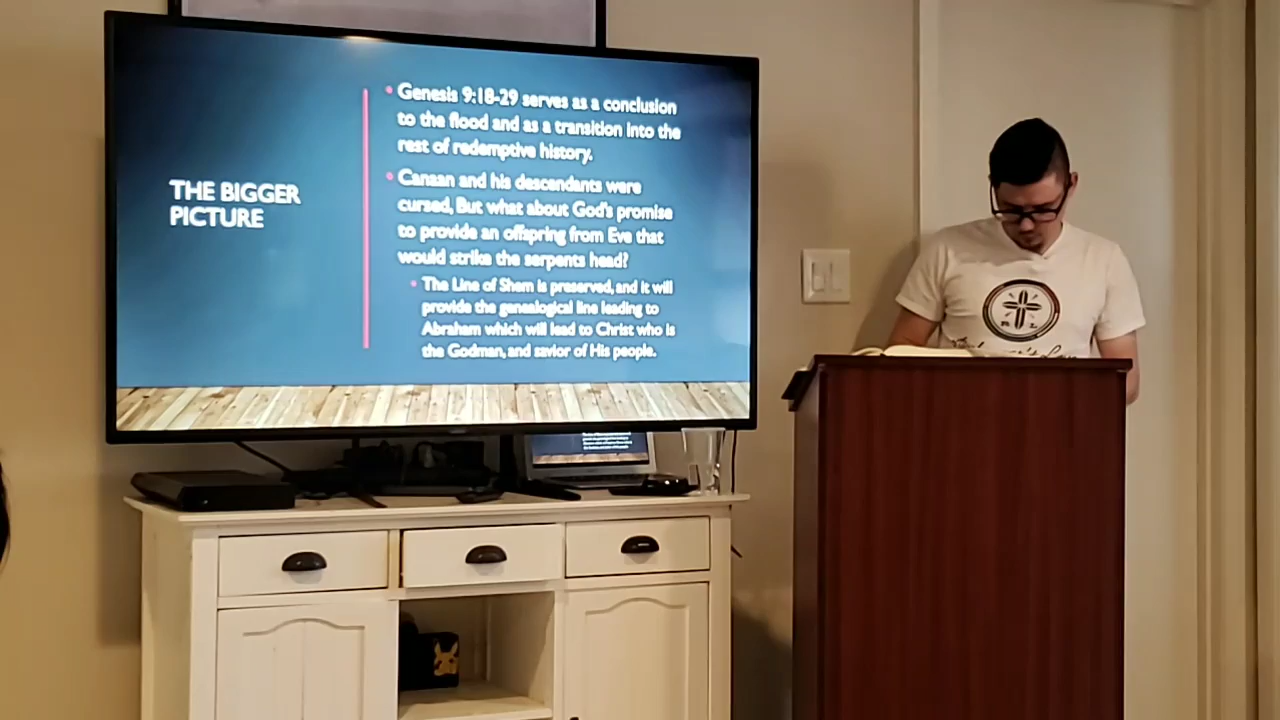 THE BIGGER
PICTURE
• Genesis 9:18-29 serves as a conclusion
to the flood and as a transition into the
rest of redemptive history.
• Canaan and his descendants were
cursed, But what about God's promise
to provide an offspring from Eve that
would strike the serpents head?
• The Line of Shem is preserved, and it will
provide the genealogical line leading to
Abraham which will lead to Christ who is
the Godman, and savior of His people.